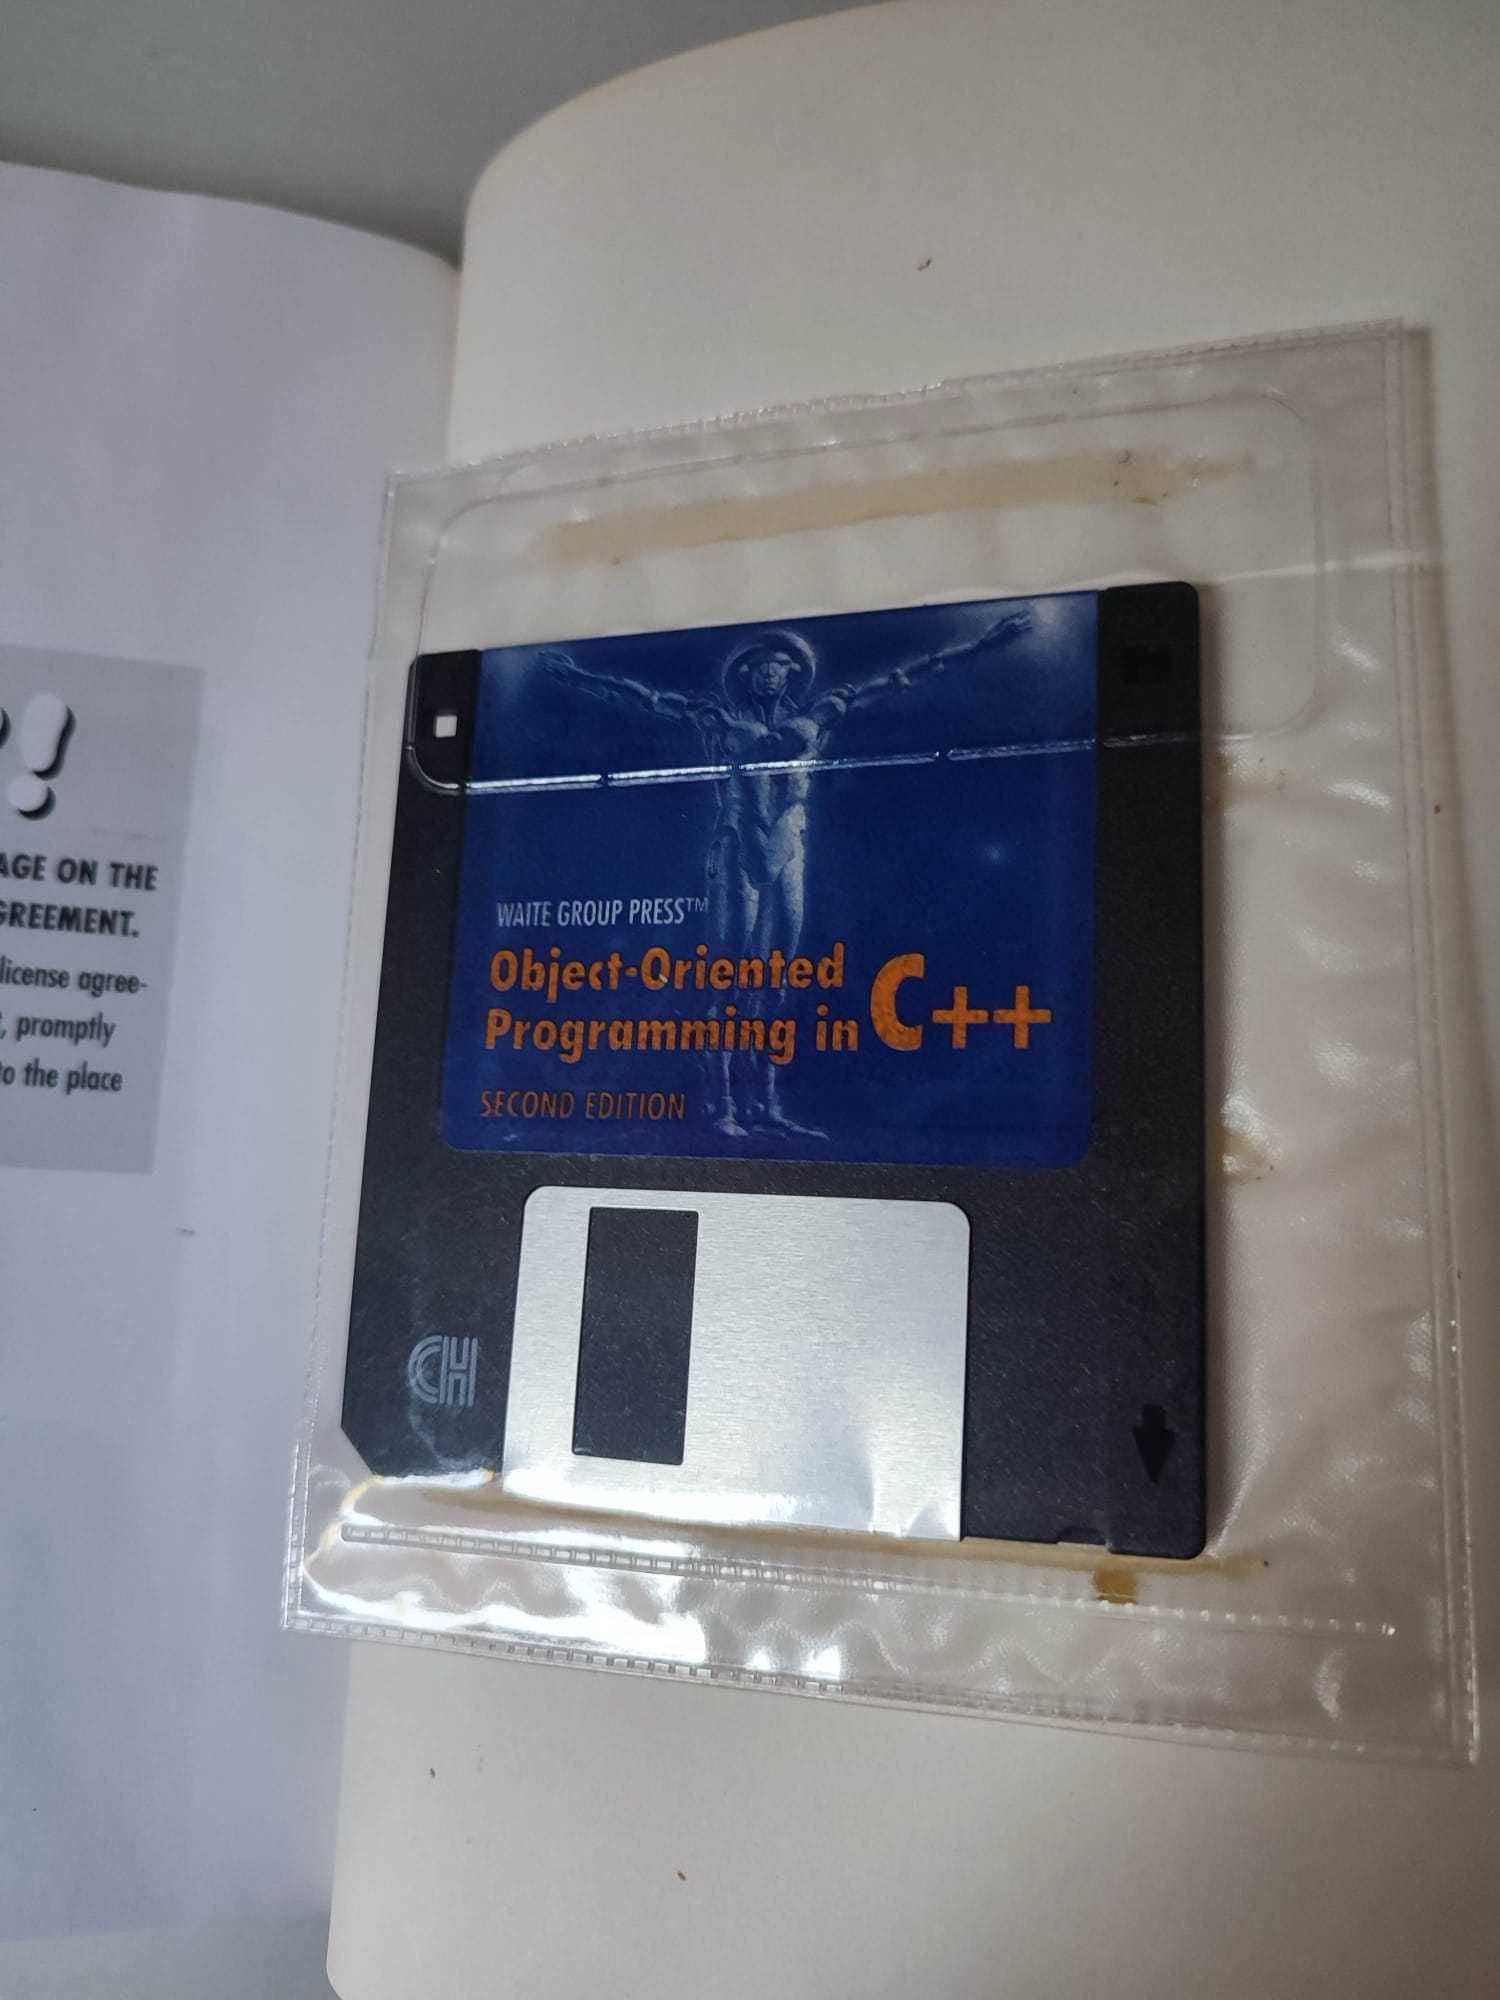 !
AGE ON THE
GREEMENT.
license agree-
, promptly
to the place
WAITE GROUP PRESS™
Object-Oriented
Programming in C++
SECOND EDITION
CH